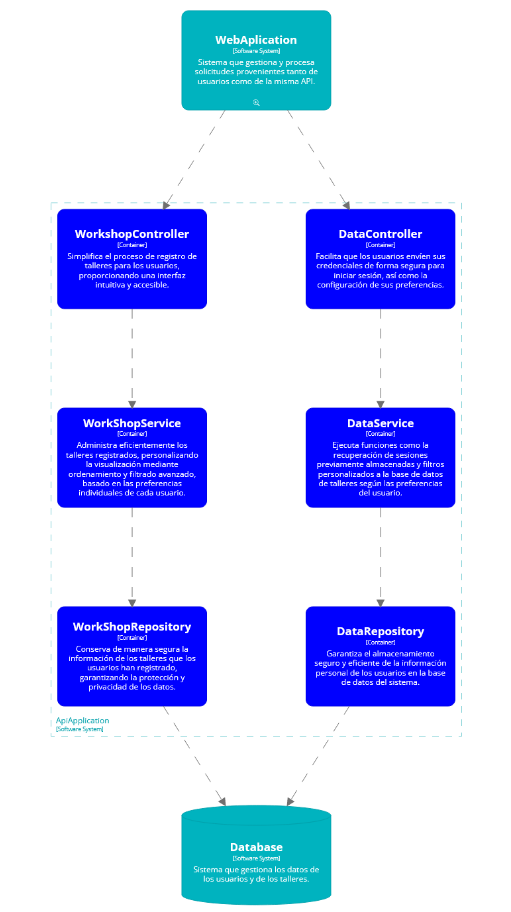 WebAplication
[Software System]
Sistema que gestiona y procesa
solicitudes provenientes tanto de
usuarios como de la misma API.
WorkshopController
[Container]
Simplifica el proceso de registro de
talleres para los usuarios,
proporcionando una interfaz
intuitiva y accesible.
DataController
[Container]
Facilita que los usuarios envíen sus
credenciales de forma segura para
iniciar sesión, así como la
configuración de sus preferencias.
WorkShopService
[Container]
Administra eficientemente los
talleres registrados, personalizando
la visualización mediante
ordenamiento y filtrado avanzado,
basado en las preferencias
individuales de cada usuario.
DataService
[Container]
Ejecuta funciones como la
recuperación de sesiones
previamente almacenadas y filtros
personalizados a la base de datos
de talleres según las preferencias
del usuario.
WorkShopRepository
[Container]
Conserva de manera segura la
información de los talleres que los
usuarios han registrado,
garantizando la protección y
privacidad de los datos.
DataRepository
[Container]
Garantiza el almacenamiento
seguro y eficiente de la información
personal de los usuarios en la base
de datos del sistema.
ApiApplication
[Software System]
Database
[Software System]
Sistema que gestiona los datos de
los usuarios y de los talleres.